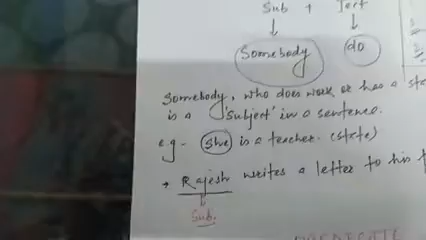 Sub +
Somebody do
Somebody, who does work or has a
is a 'Subject' in a sentence.
e.g. She is a teacher. (state)
Rajesh writes a letter to his
Sub.